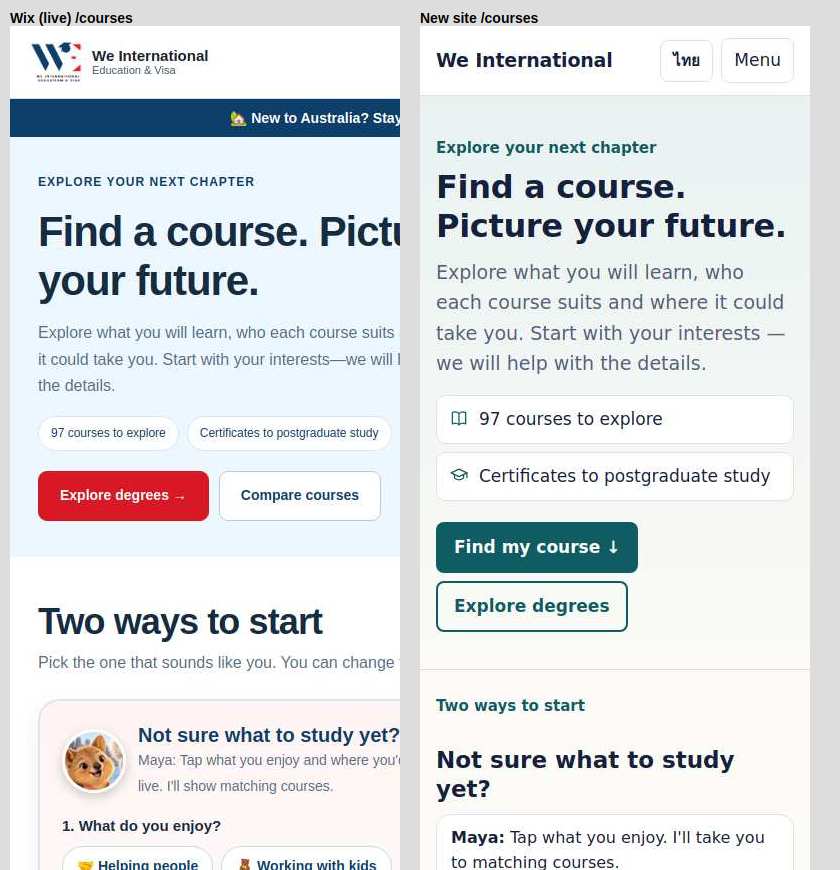 Wix (live) /courses
We International
Education & Visa
🏡 New to Australia? Stay
EXPLORE YOUR NEXT CHAPTER
Find a course. Pictu
your future.
Explore what you will learn, who each course suits
it could take you. Start with your interests—we will
the details.
97 courses to explore
Certificates to postgraduate study
Explore degrees →
Compare courses
Two ways to start
Pick the one that sounds like you. You can change
Not sure what to study yet?
Maya: Tap what you enjoy and where you'
live. I'll show matching courses.
1. What do you enjoy?
🤝 Helping people
🧸 Working with kids
New site /courses
We International
ไทย
Menu
Explore your next chapter
Find a course.
Picture your future.
Explore what you will learn, who
each course suits and where it could
take you. Start with your interests —
we will help with the details.
97 courses to explore
Certificates to postgraduate study
Find my course ↓
Explore degrees
Two ways to start
Not sure what to study
yet?
Maya: Tap what you enjoy. I'll take you
to matching courses.